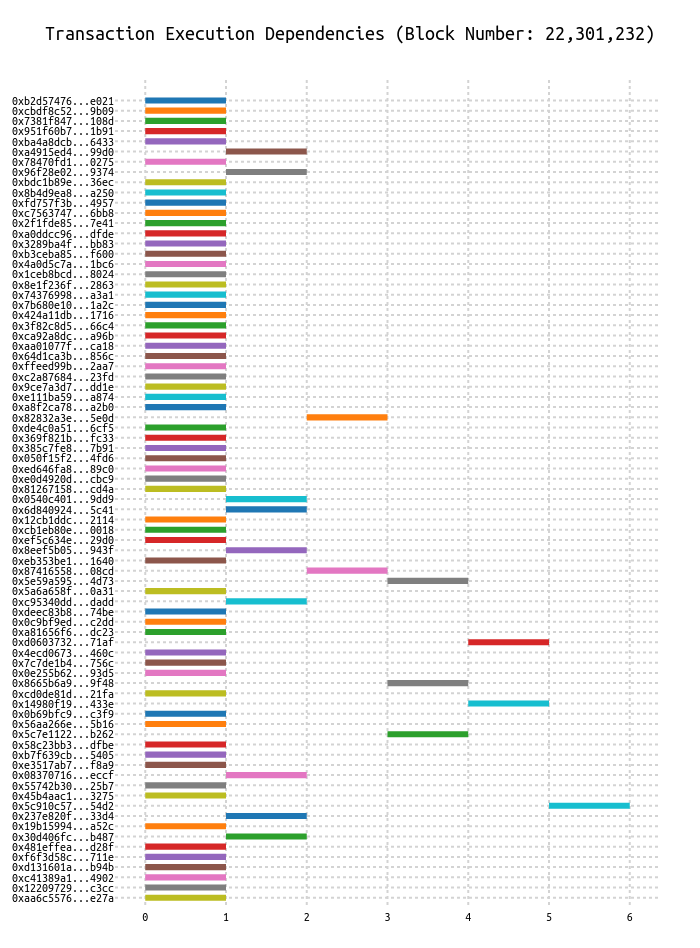 Transaction Execution Dependencies (Block Number: 22,301,232)
0xb2d57476...e021
0xcbdf8c52...9b09
0x7381f847...108d
0x951f60b7...1b91
0xba4a8dcb...6433
0xa4915ed4...99d0
0x78470fd1...0275
0x96f28e02...9374
0xbdc1b89e...36ec
0x8b4d9ea8...a250
0xfd757f3b...4957
0xc7563747...6bb8
0x2f1fde85...7e41
0xa0ddcc96...dfde
0x3289ba4f...bb83
0xb3ceba85...f600
0x4a0d5c7a...1bc6
0x1ceb8bcd...8024
0x8e1f236f...2863
0x74376998...a3a1
0x7b680e10...1a2c
0x424a11db...1716
0x3f82c8d5...66c4
0xca92a8dc...a96b
0xaa01077f...ca18
0x64d1ca3b...856c
0xffeed99b...2aa7
0xc2a87684...23fd
0x9ce7a3d7...dd1e
0xe111ba59...a874
0xa8f2ca78...a2b0
0x82832a3e...5e0d
0xde4c0a51...6cf5
0x369f821b...fc33
0x385c7fe8...7b91
0x050f15f2...4fd6
0xed646fa8...89c0
0xe0d4920d...cbc9
0x81267158...cd4a
0x0540c401...9dd9
0x6d840924...5c41
0x12cb1ddc...2114
0xcb1eb80e...0018
0xef5c634e...29d0
0x8eef5b05...943f
0xeb353be1...1640
0x87416558...08cd
0x5e59a595...4d73
0x5a6a658f...0a31
0xc95340dd...dadd
0xdeec83b8...74be
0x0c9bf9ed...c2dd
0xa81656f6...dc23
0xd0603732...71af
0x4ecd0673...460c
0x7c7de1b4...756c
0x0e255b62...93d5
0x8665b6a9...9f48
0xcd0de81d...21fa
0x14980f19...433e
0x0b69bfc9...c3f9
0x56aa266e...5b16
0x5c7e1122...b262
0x58c23bb3...dfbe
0xb7f639cb...5405
0xe3517ab7...f8a9
0x08370716...eccf
0x55742b30...25b7
0x45b4aac1...3275
0x5c910c57...54d2
0x237e820f...33d4
0x19b15994...a52c
0x30d406fc...b487
0x481effea...d28f
0xf6f3d58c...711e
0xd131601a...b94b
0xc41389a1...4902
0x12209729...c3cc
0xaa6c5576...e27a
0 1 2 3 4 5 6